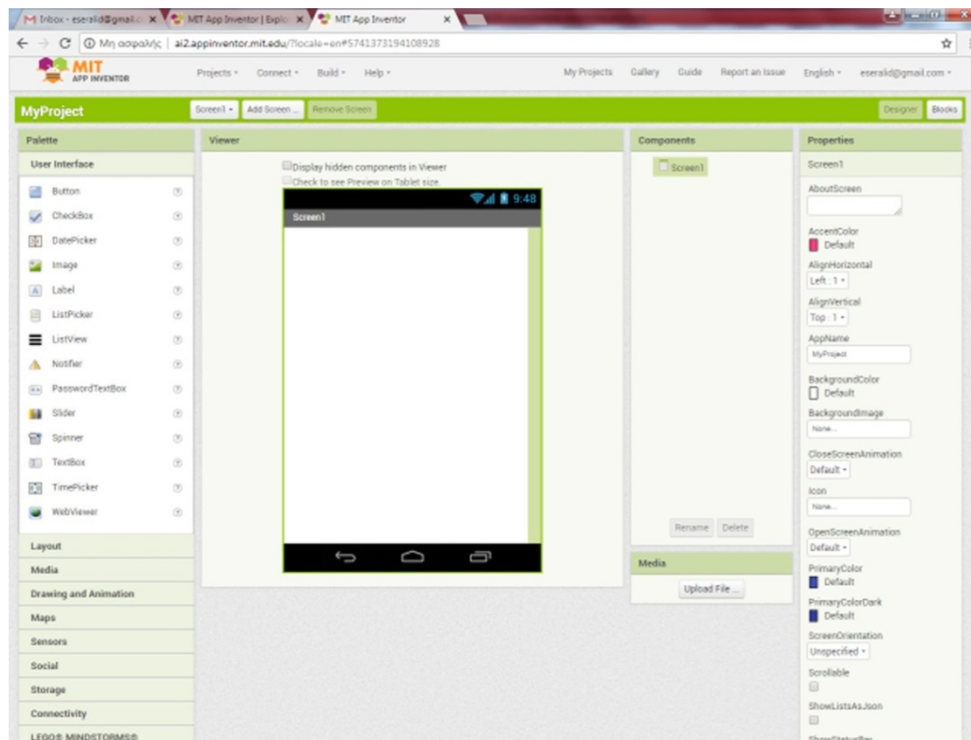 Inbox - eseralid@gmail.c
MIT App Inventor | Explo
MIT App Inventor
Μη ασφαλής | ai2.appinventor.mit.edu/?locale=en#5741373194108928
MIT
APP INVENTOR
Projects Connect Build Help My Projects Gallery Guide Report an Issue English eseralid@gmail.com
MyProject Screen1 Add Screen ... Remove Screen Designer Blocks
Palette
User Interface
Button
CheckBox
DatePicker
Image
Label
ListPicker
ListView
Notifier
PasswordTextBox
Slider
Spinner
TextBox
TimePicker
WebViewer
Layout
Media
Drawing and Animation
Maps
Sensors
Social
Storage
Connectivity
LEGO® MINDSTORMS®
Viewer
Display hidden components in Viewer
Check to see Preview on Tablet size.
9:48
Screen1
Components
Screen1
Rename Delete
Media
Upload File ...
Properties
Screen1
AboutScreen
AccentColor
Default
AlignHorizontal
Left : 1
AlignVertical
Top : 1
AppName
MyProject
BackgroundColor
Default
BackgroundImage
None...
CloseScreenAnimation
Default
Icon
None...
OpenScreenAnimation
Default
PrimaryColor
Default
PrimaryColorDark
Default
ScreenOrientation
Unspecified
Scrollable
ShowListsAsJson
ShowStatusBar